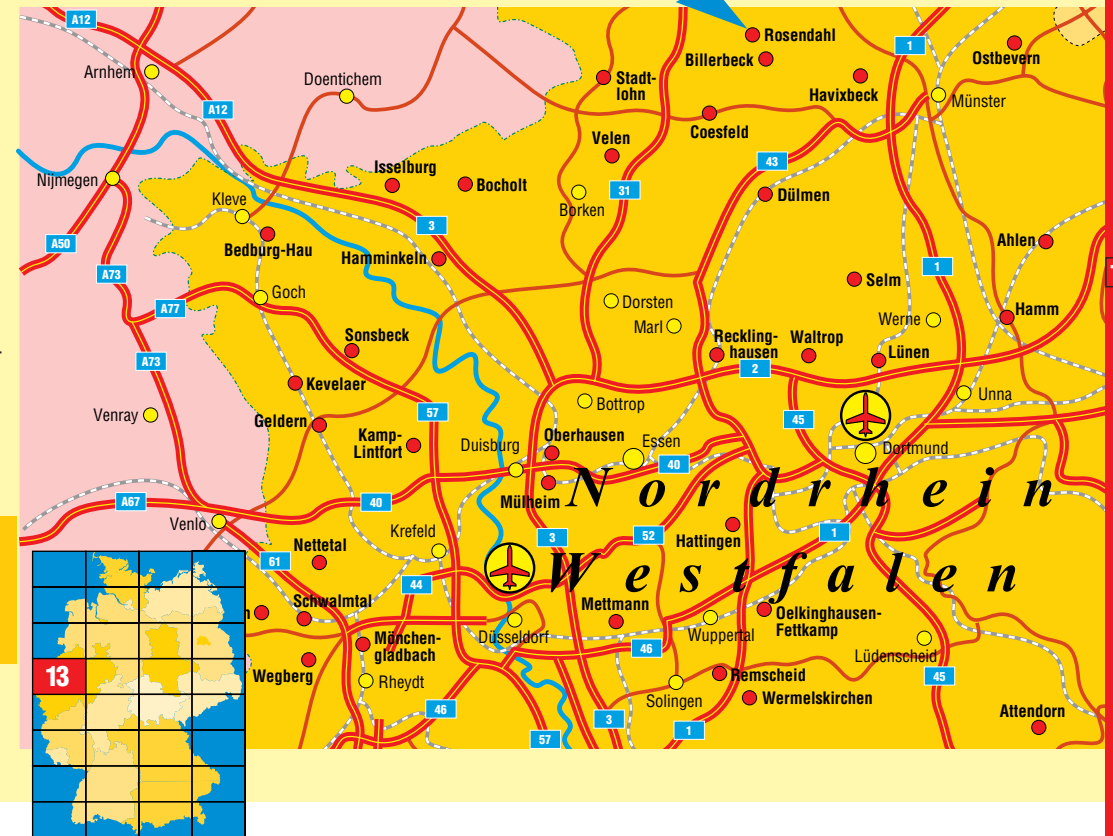 A12
Rosendahl
1
Arnhem
Doentichem
Stadt-
lohn
Billerbeck
Havixbeck
Ostbevern
Münster
A12
Velen
Coesfeld
Isselburg
Bocholt
43
Nijmegen
Kleve
31
Borken
Dülmen
3
A50
Bedburg-Hau
Hamminkeln
Ahlen
A73
1
Selm
A77
Goch
Dorsten
Marl
Werne
Hamm
Sonsbeck
Reckling-
hausen
Waltrop
Lünen
A73
2
Kevelaer
Venray
Geldern
57
Bottrop
45
Unna
Kamp-
Lintfort
Duisburg
Oberhausen
Essen
40
Dortmund
A67
40
Mülheim
Nordrhein
Venlo
Krefeld
3
52
Hattingen
1
Nettetal
61
44
Westfalen
n
Schwalmtal
Mettmann
Oelkinghausen-
Fettkamp
Mönchen-
gladbach
Düsseldorf
Wuppertal
46
Lüdenscheid
13
Wegberg
Rheydt
Remscheid
Solingen
Wermelskirchen
45
46
3
1
57
Attendorn